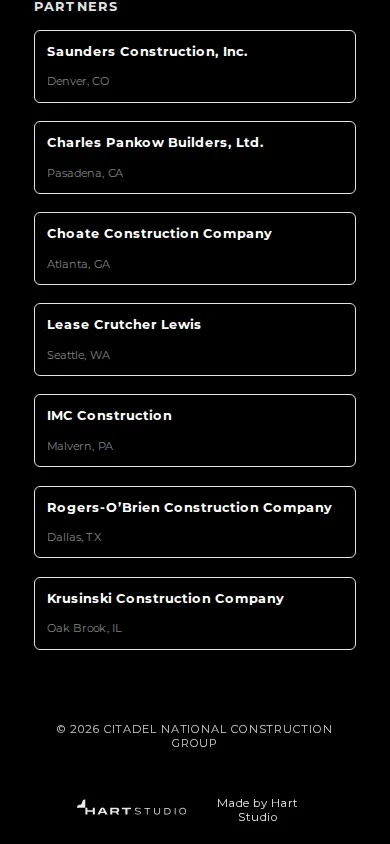 PARTNERS
Saunders Construction, Inc.
Denver, CO
Charles Pankow Builders, Ltd.
Pasadena, CA
Choate Construction Company
Atlanta, GA
Lease Crutcher Lewis
Seattle, WA
IMC Construction
Malvern, PA
Rogers-O’Brien Construction Company
Dallas, TX
Krusinski Construction Company
Oak Brook, IL
© 2026 CITADEL NATIONAL CONSTRUCTION
GROUP
HARTSTUDIO
Made by Hart
Studio